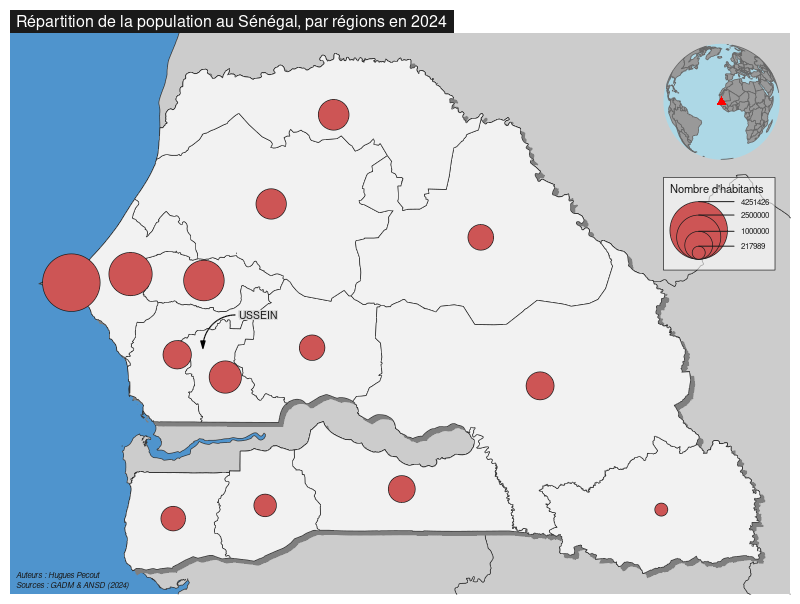 Répartition de la population au Sénégal, par régions en 2024
Nombre d'habitants
4251426
2500000
1000000
217989
USSEIN
Auteurs : Hugues Pecout
Sources : GADM & ANSD (2024)